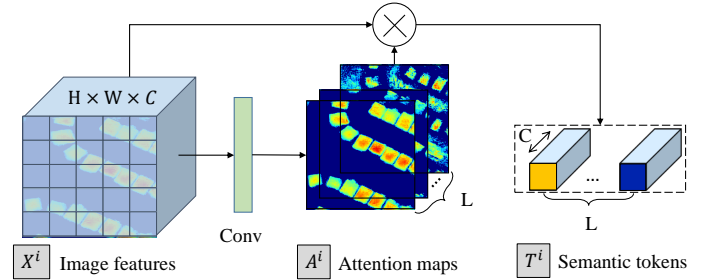 H × W × C
C
...
...
L
L
Conv
X^i Image features
A^i Attention maps
T^i Semantic tokens